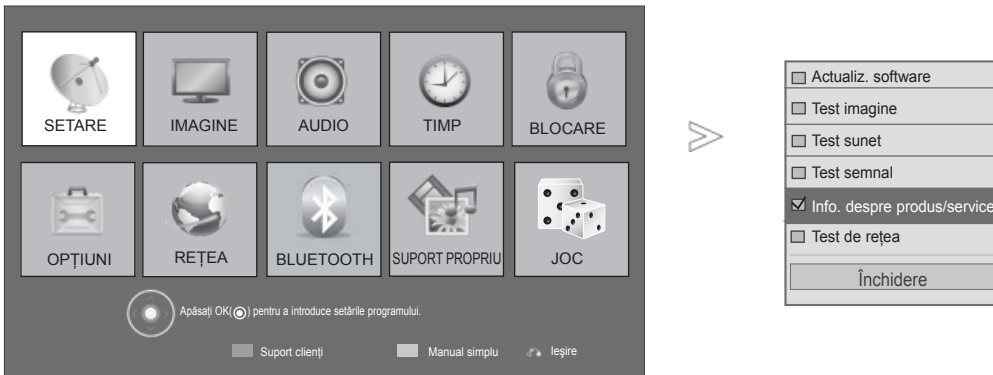 SETARE
IMAGINE
AUDIO
TIMP
BLOCARE
OPȚIUNI
REȚEA
BLUETOOTH
SUPORT PROPRIU
JOC
Apăsați OK(◉) pentru a introduce setările programului.
Suport clienți
Manual simplu
Ieşire
Actualiz. software
Test imagine
Test sunet
Test semnal
Info. despre produs/service
Test de rețea
Închidere